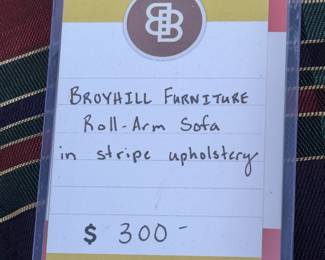 BROYHILL FURNITURE
Roll-Arm Sofa
in stripe upholstery
$ 300-